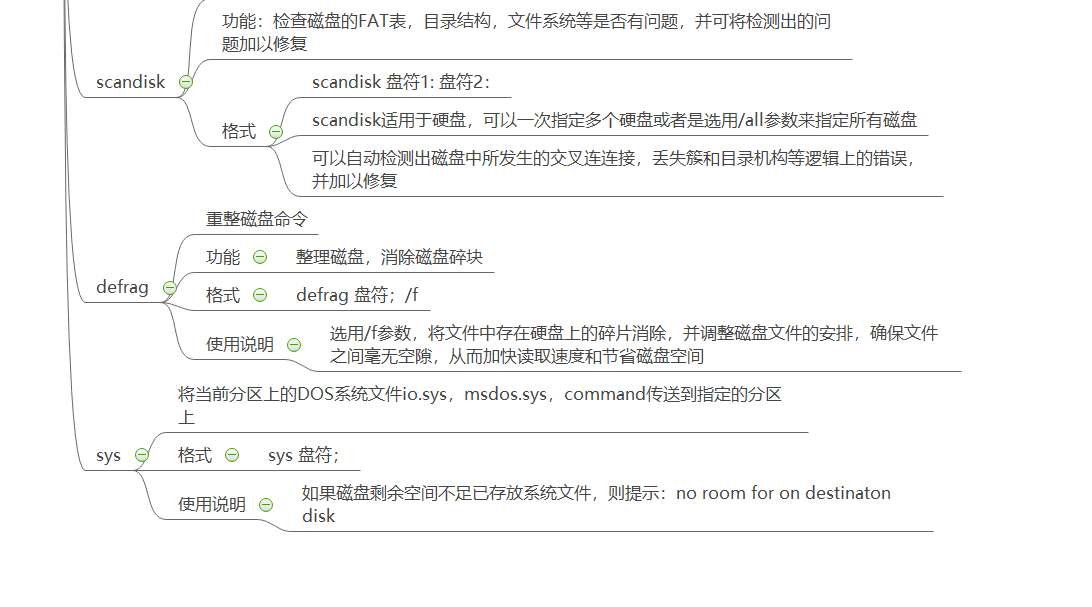 功能：检查磁盘的FAT表，目录结构，文件系统等是否有问题，并可将检测出的问
题加以修复
scandisk
格式
scandisk 盘符1: 盘符2：
scandisk适用于硬盘，可以一次指定多个硬盘或者是选用/all参数来指定所有磁盘
可以自动检测出磁盘中所发生的交叉连连接，丢失簇和目录机构等逻辑上的错误，
并加以修复
defrag
重整磁盘命令
功能
整理磁盘，消除磁盘碎块
格式
defrag 盘符；/f
使用说明
选用/f参数，将文件中存在硬盘上的碎片消除，并调整磁盘文件的安排，确保文件
之间毫无空隙，从而加快读取速度和节省磁盘空间
sys
将当前分区上的DOS系统文件io.sys，msdos.sys，command传送到指定的分区
上
格式
sys 盘符；
使用说明
如果磁盘剩余空间不足已存放系统文件，则提示：no room for on destinaton
disk